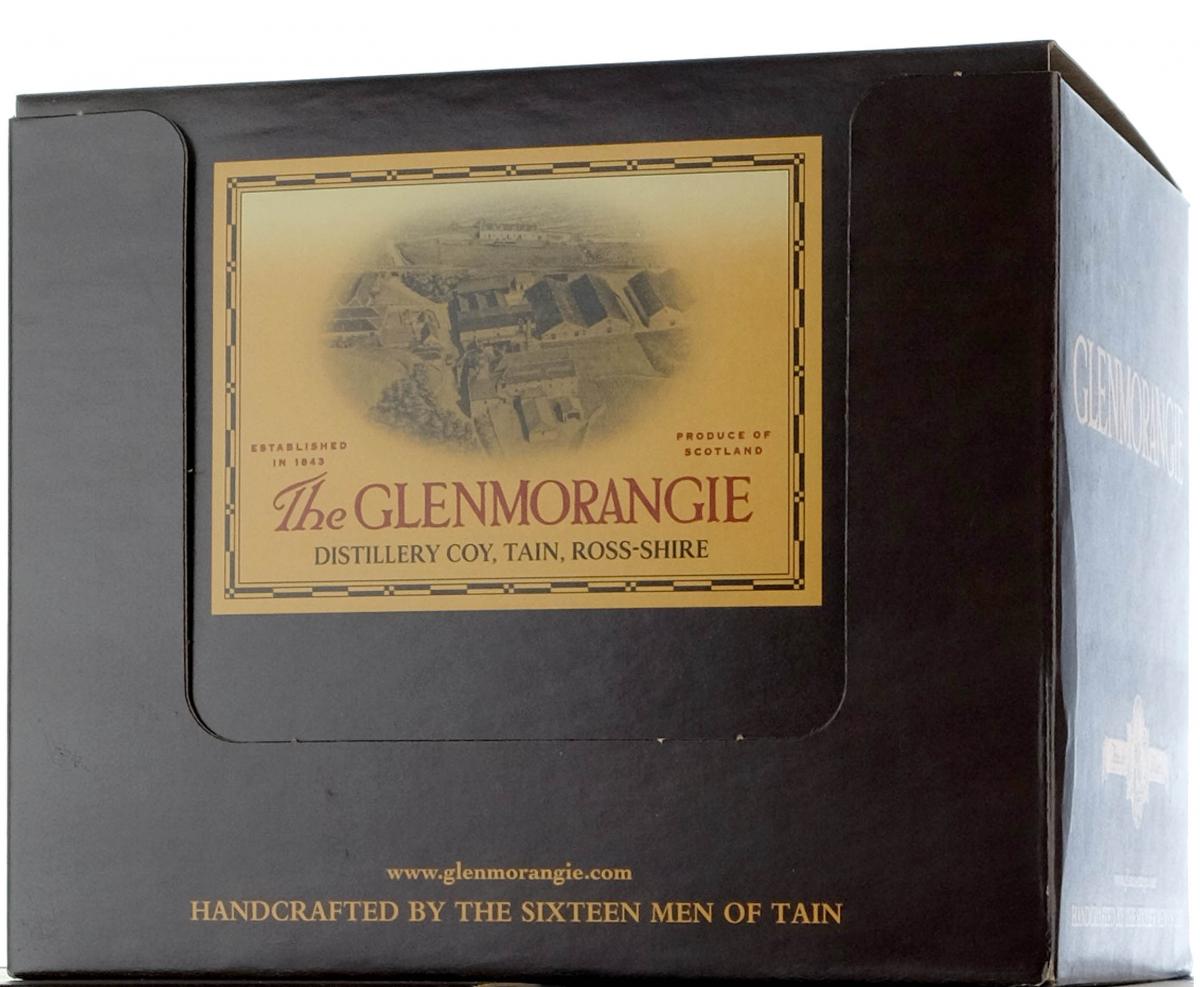 ESTABLISHED
IN 1843
PRODUCE OF
SCOTLAND
The GLENMORANGIE
DISTILLERY COY, TAIN, ROSS-SHIRE
www.glenmorangie.com
HANDCRAFTED BY THE SIXTEEN MEN OF TAIN
GLENMORANGIE